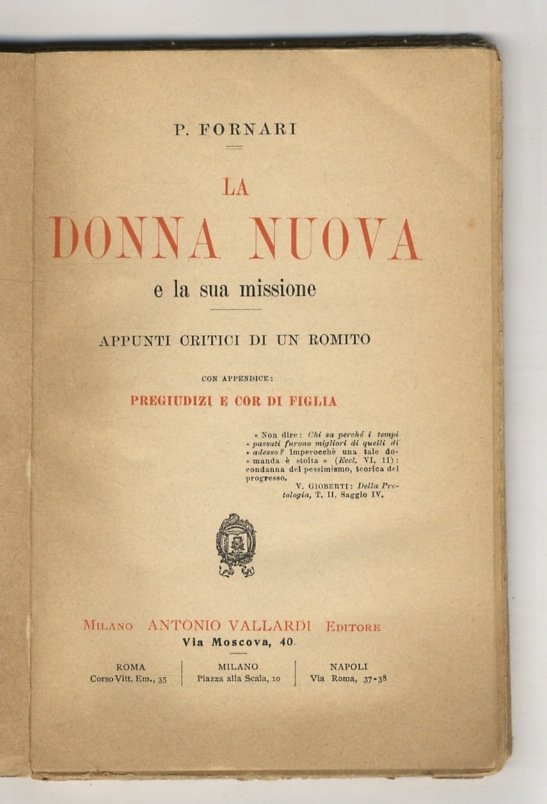 P. FORNARI
LA
DONNA NUOVA
e la sua missione
APPUNTI CRITICI DI UN ROMITO
CON APPENDICE:
PREGIUDIZI E COR DI FIGLIA
« Non dire: Chi sa perchè i tempi
« passati furono migliori di quelli di
« adesso? imperocchè una tale do-
« manda è stolta » (Eccl. VI, 11):
condanna del pessimismo, teorica del
progresso.
V. GIOBERTI: Della Pro-
tologia, T. II, Saggio IV.
MILANO ANTONIO VALLARDI EDITORE
Via Moscova, 40.
ROMA MILANO NAPOLI
Corso Vitt. Em., 35 Piazza alla Scala, 10 Via Roma, 37-38